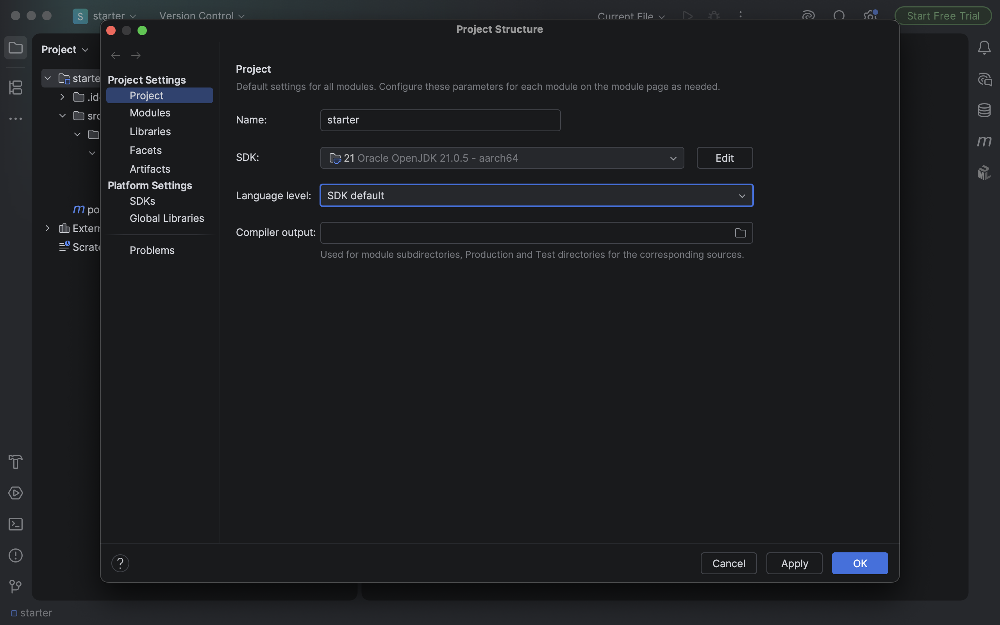 S starter Version Control Current File Start Free Trial
Project Structure
Project
starte
.id
src
m po
Extern
Scrat
Project Settings
Project
Modules
Libraries
Facets
Artifacts
Platform Settings
SDKs
Global Libraries
Problems
Project
Default settings for all modules. Configure these parameters for each module on the module page as needed.
Name: starter
SDK: 21 Oracle OpenJDK 21.0.5 - aarch64 Edit
Language level: SDK default
Compiler output:
Used for module subdirectories, Production and Test directories for the corresponding sources.
m
UML
? Cancel Apply OK
starter